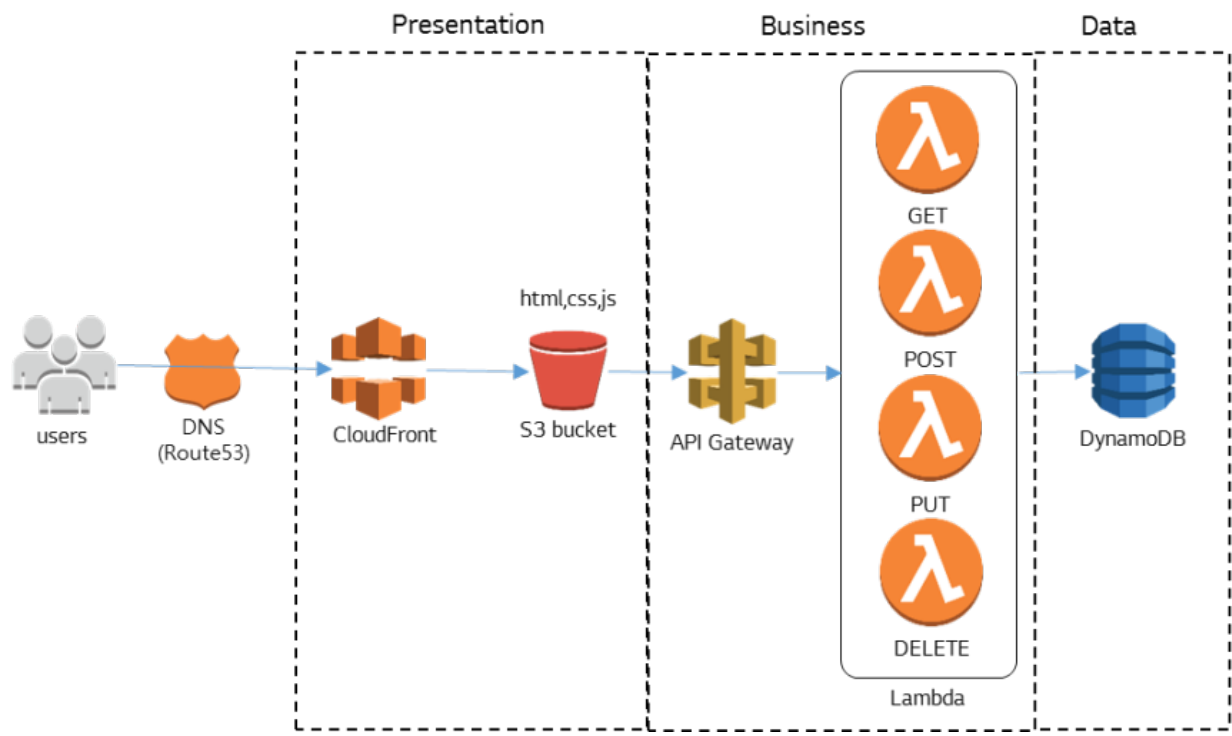 Presentation
Business
Data
users
DNS
(Route53)
CloudFront
html,css,js
S3 bucket
API Gateway
GET
POST
PUT
DELETE
Lambda
DynamoDB